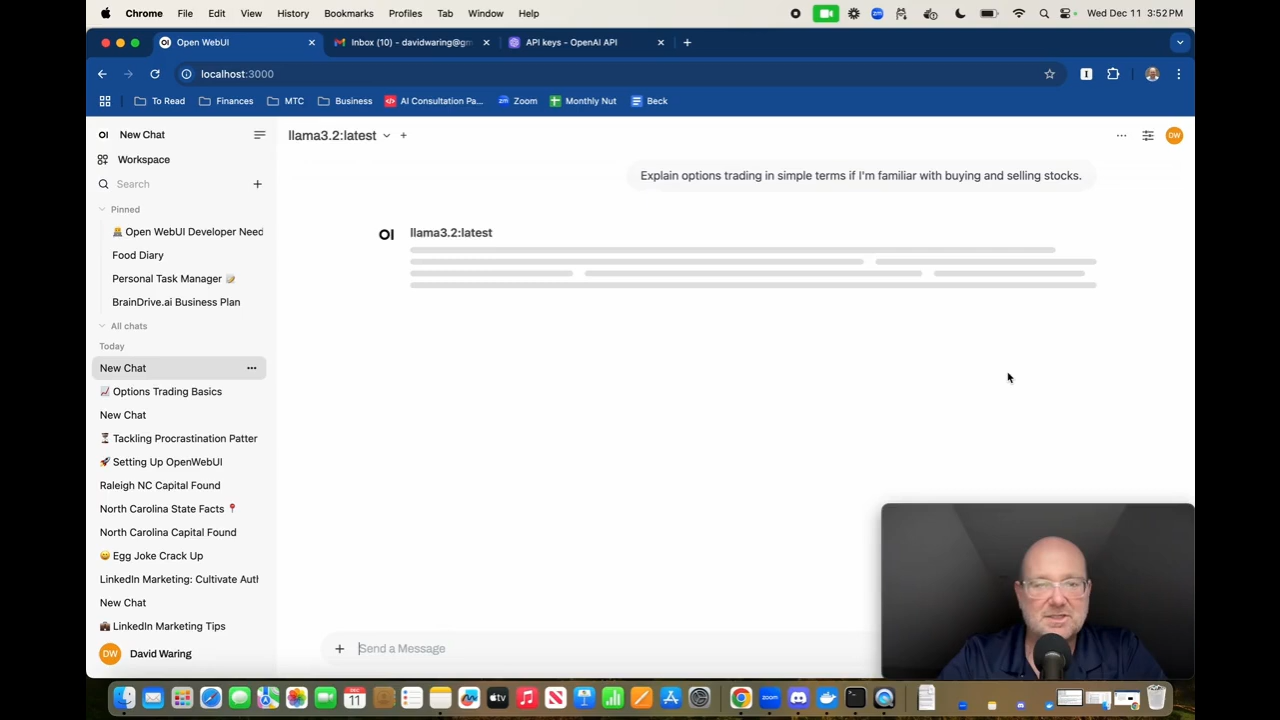 Chrome File Edit View History Bookmarks Profiles Tab Window Help Wed Dec 11 3:52 PM
OI Open WebUI Inbox (10) - davidwaring@gm API keys - OpenAI API
localhost:3000
To Read Finances MTC Business AI Consultation Pa... Zoom Monthly Nut Beck
OI New Chat
llama3.2:latest
DW
Workspace
Search
Explain options trading in simple terms if I'm familiar with buying and selling stocks.
Pinned
Open WebUI Developer Need
OI llama3.2:latest
Food Diary
Personal Task Manager
BrainDrive.ai Business Plan
All chats
Today
New Chat
Options Trading Basics
New Chat
Tackling Procrastination Patter
Setting Up OpenWebUI
Raleigh NC Capital Found
North Carolina State Facts
North Carolina Capital Found
Egg Joke Crack Up
LinkedIn Marketing: Cultivate Auth
New Chat
LinkedIn Marketing Tips
Send a Message
DW David Waring